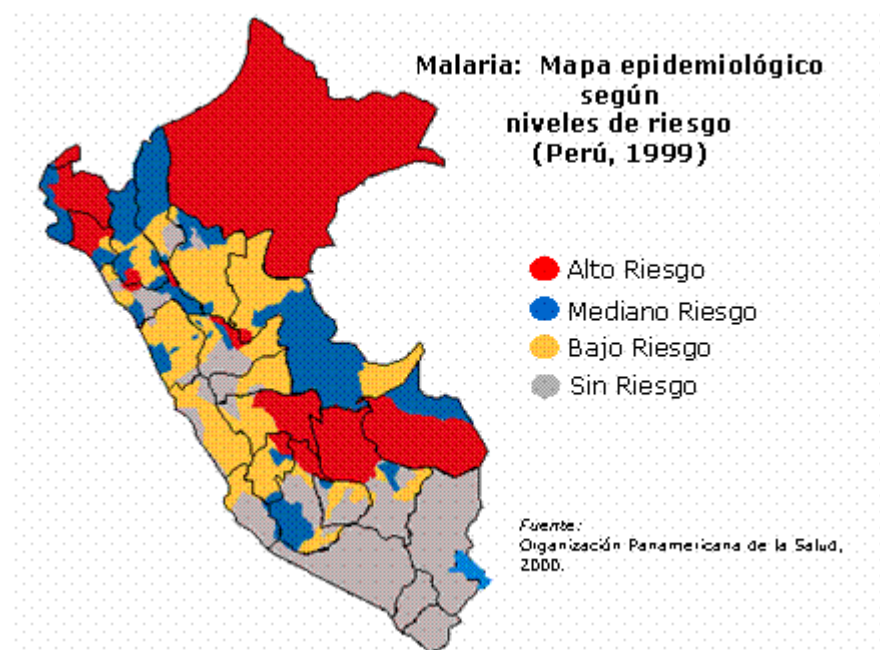 Malaria: Mapa epidemiológico
según
niveles de riesgo
(Perú, 1999)
Alto Riesgo
Mediano Riesgo
Bajo Riesgo
Sin Riesgo
Fuente:
Organización Panamericana de la Salud,
2000.